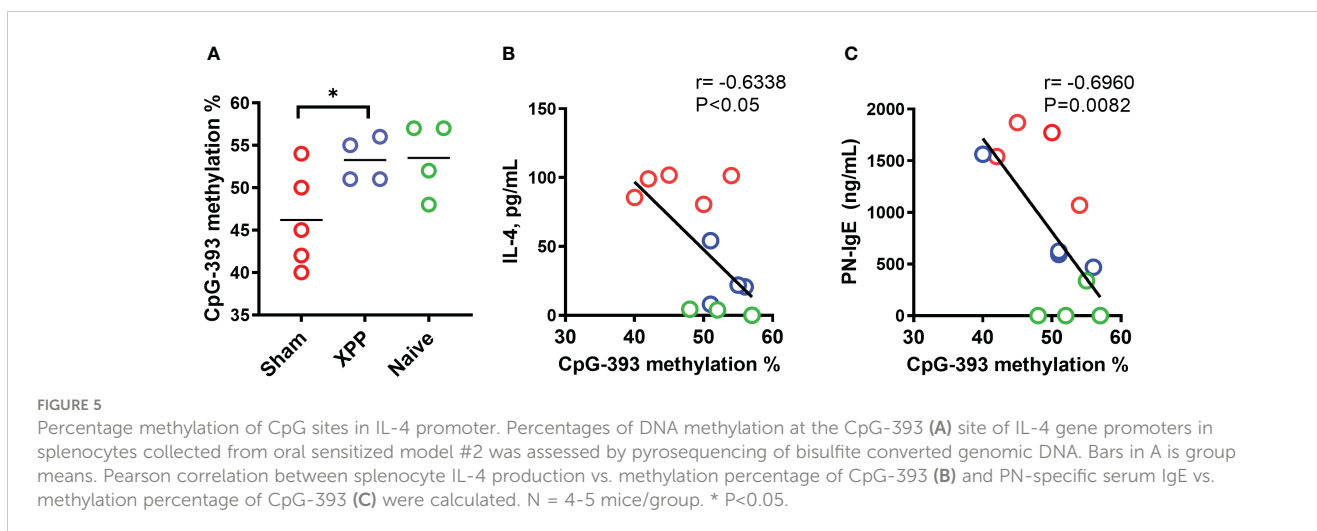 A
CpG-393 methylation %
60
55
50
45
40
35
*
Sham
XPP
Naive
B
r= -0.6338
P<0.05
IL-4, pg/mL
150
100
50
0
30
40
50
60
CpG-393 methylation %
C
r= -0.6960
P=0.0082
PN-IgE (ng/mL)
2000
1500
1000
500
0
30
40
50
60
CpG-393 methylation %
FIGURE 5
Percentage methylation of CpG sites in IL-4 promoter. Percentages of DNA methylation at the CpG-393 (A) site of IL-4 gene promoters in
splenocytes collected from oral sensitized model #2 was assessed by pyrosequencing of bisulfite converted genomic DNA. Bars in A is group
means. Pearson correlation between splenocyte IL-4 production vs. methylation percentage of CpG-393 (B) and PN-specific serum IgE vs.
methylation percentage of CpG-393 (C) were calculated. N = 4-5 mice/group. * P<0.05.